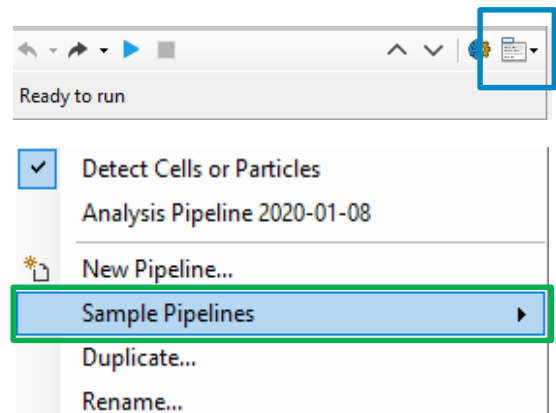 Ready to run
Detect Cells or Particles
Analysis Pipeline 2020-01-08
New Pipeline...
Sample Pipelines
Duplicate...
Rename...